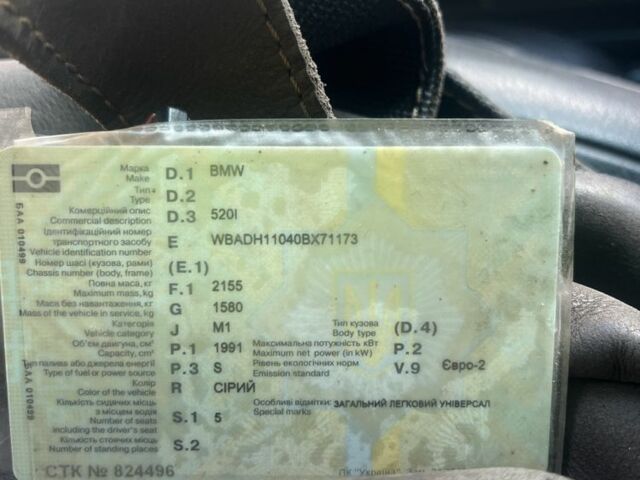 Марка
Make D.1 BMW
Тип
Type D.2
Комерційний опис
Commercial description D.3 520I
Ідентифікаційний номер
транспортного засобу E WBADH11040BX71173
Vehicle identification number
Номер шасі (кузова, рами) (E.1)
Chassis number (body, frame)
Повна маса, кг F.1 2155
Maximum mass, kg
Маса без навантаження, кг G 1580
Mass of the vehicle in service, kg
Категорія J M1 Тип кузова (D.4)
Vehicle category Body type
Об'єм двигуна, см³ P.1 1991 Максимальна потужність кВт P.2
Capacity, cm³ Maximum net power (in kW)
Тип палива або джерела енергії P.3 S Рівень екологічних норм V.9 Євро-2
Type of fuel or power source Emission standard
Колір R СІРИЙ
Color of the vehicle
Кількість сидячих Особливі відмітки: ЗАГАЛЬНИЙ ЛЕГКОВИЙ УНІВЕРСАЛ
місць з місцем водія Special marks
Number of seats S.1 5
including the driver's seat
Кількість стоячих місць S.2
Number of standing places
СТК № 824496 ПК "Україна".
БАА 010499
БАА 010499